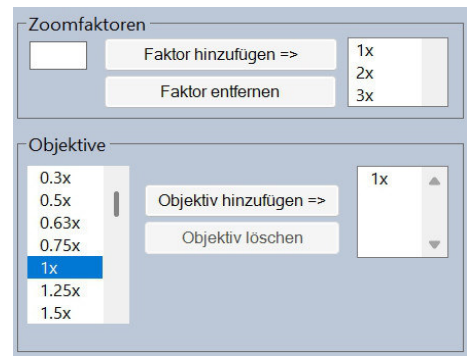 Zoomfaktoren
Faktor hinzufügen =>
Faktor entfernen
1x
2x
3x
Objektive
0.3x
0.5x
0.63x
0.75x
1x
1.25x
1.5x
Objektiv hinzufügen =>
Objektiv löschen
1x